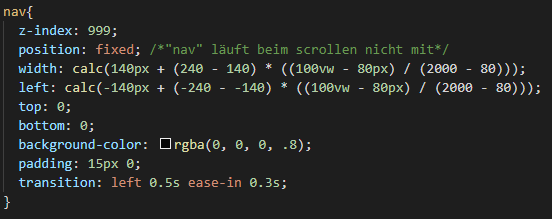 nav{
z-index: 999;
position: fixed; /*"nav" läuft beim scrollen nicht mit*/
width: calc(140px + (240 - 140) * ((100vw - 80px) / (2000 - 80)));
left: calc(-140px + (-240 - -140) * ((100vw - 80px) / (2000 - 80)));
top: 0;
bottom: 0;
background-color: rgba(0, 0, 0, .8);
padding: 15px 0;
transition: left 0.5s ease-in 0.3s;
}